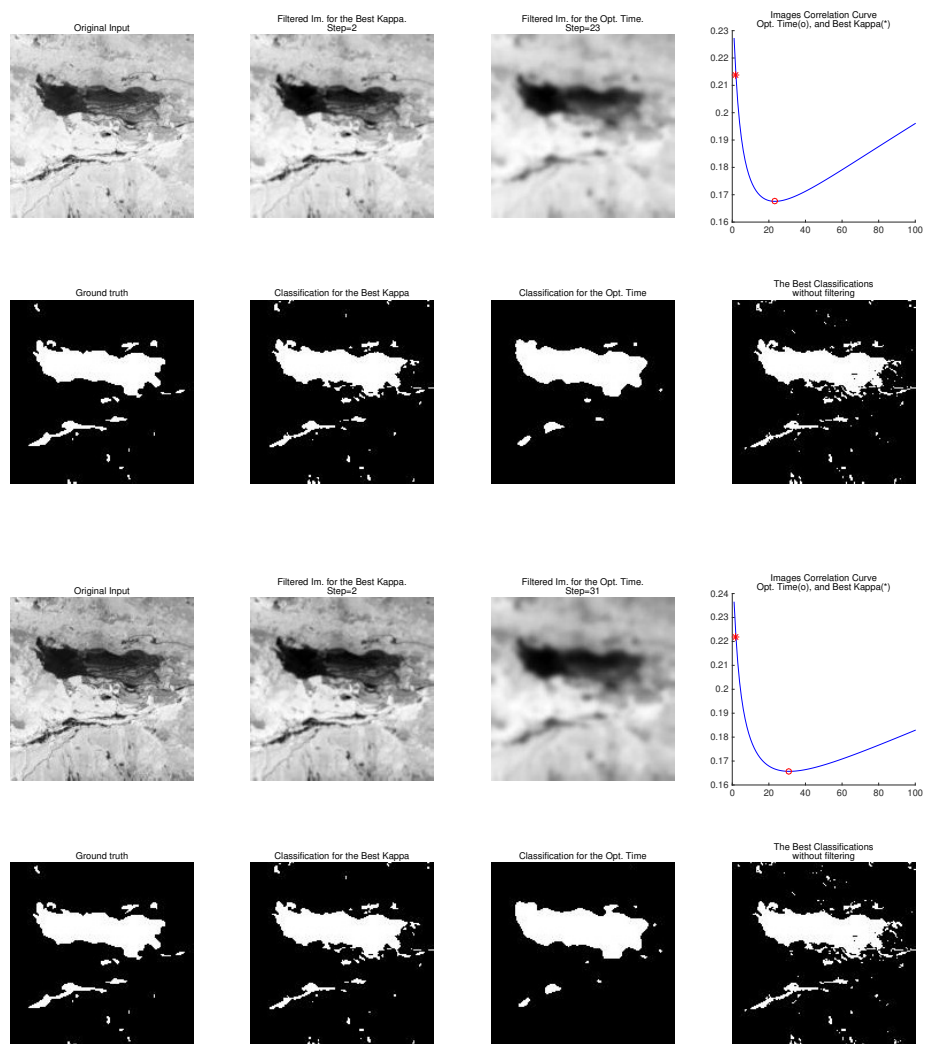 Original Input
Filtered Im. for the Best Kappa.
Step=2
Filtered Im. for the Opt. Time.
Step=23
Images Correlation Curve
Opt. Time(o), and Best Kappa(*)
0.23
0.22
0.21
0.2
0.19
0.18
0.17
0.16
0 20 40 60 80 100
Ground truth
Classification for the Best Kappa
Classification for the Opt. Time
The Best Classifications
without filtering
Original Input
Filtered Im. for the Best Kappa.
Step=2
Filtered Im. for the Opt. Time.
Step=31
Images Correlation Curve
Opt. Time(o), and Best Kappa(*)
0.24
0.23
0.22
0.21
0.2
0.19
0.18
0.17
0.16
0 20 40 60 80 100
Ground truth
Classification for the Best Kappa
Classification for the Opt. Time
The Best Classifications
without filtering